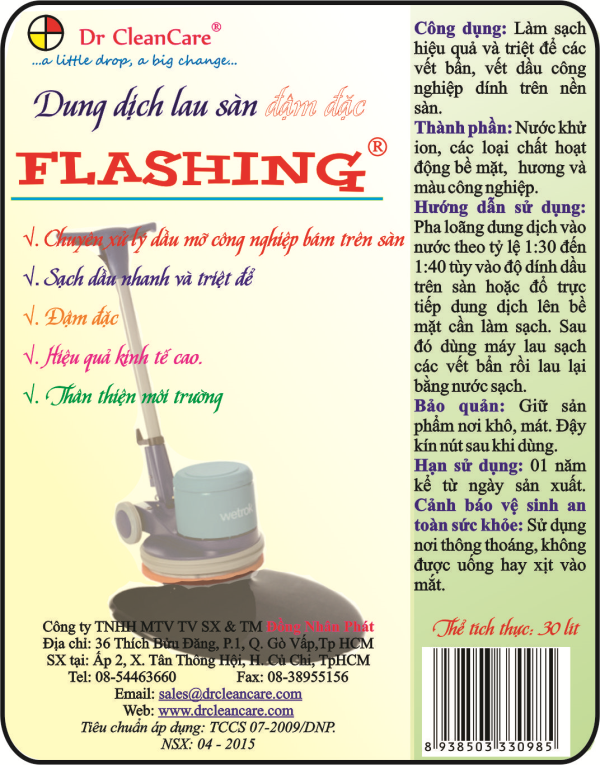 Dr CleanCare®
...a little drop, a big change...
Dung dịch lau sàn đậm đặc
FLASHING®
√. Chuyên xử lý dầu mỡ công nghiệp bám trên sàn
√. Sạch dầu nhanh và triệt để
√. Đậm đặc
√. Hiệu quả kinh tế cao.
√. Thân thiện môi trường
wetrok
Công ty TNHH MTV TV SX & TM Hồng Nhân Phát
Địa chỉ: 36 Thích Bửu Đăng, P.1, Q. Gò Vấp,Tp HCM
SX tại: Ấp 2, X. Tân Thông Hội, H. Củ Chi, TpHCM
Tel: 08-54463660 Fax: 08-38955156
Email: sales@drcleancare.com
Web: www.drcleancare.com
Tiêu chuẩn áp dụng: TCCS 07-2009/DNP.
NSX: 04 - 2015
Công dụng: Làm sạch
hiệu quả và triệt để các
vết bẩn, vết dầu công
nghiệp dính trên nền
sàn.
Thành phần: Nước khử
ion, các loại chất hoạt
động bề mặt, hương và
màu công nghiệp.
Hướng dẫn sử dụng:
Pha loãng dung dịch vào
nước theo tỷ lệ 1:30 đến
1:40 tùy vào độ dính dầu
trên sàn hoặc đổ trực
tiếp dung dịch lên bề
mặt cần làm sạch. Sau
đó dùng máy lau sạch
các vết bẩn rồi lau lại
bằng nước sạch.
Bảo quản: Giữ sản
phẩm nơi khô, mát. Đậy
kín nút sau khi dùng.
Hạn sử dụng: 01 năm
kể từ ngày sản xuất.
Cảnh báo vệ sinh an
toàn sức khỏe: Sử dụng
nơi thông thoáng, không
được uống hay xịt vào
mắt.
Thể tích thực: 30 lít
8 938503 330985